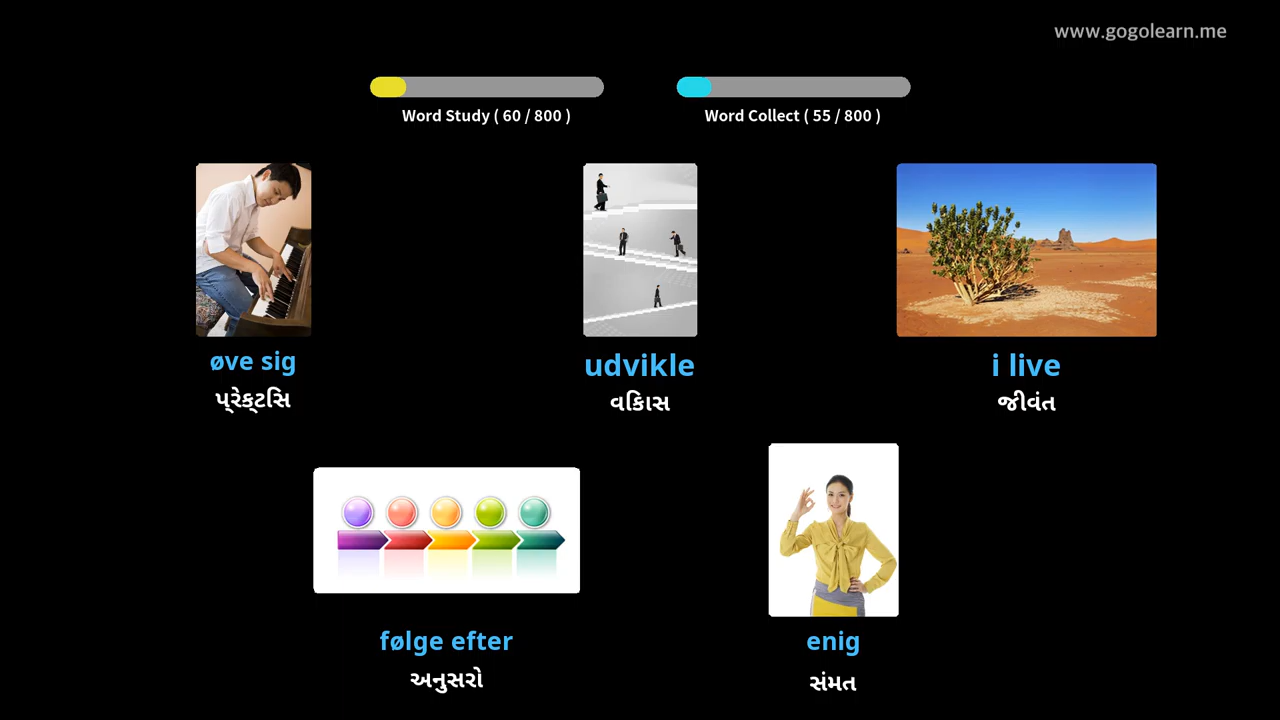 www.gogolearn.me
Word Study ( 60 / 800 )
Word Collect ( 55 / 800 )
øve sig
પ્રેક્ટિસ
udvikle
વિકાસ
i live
જીવંત
følge efter
અનુસરો
enig
સંમત